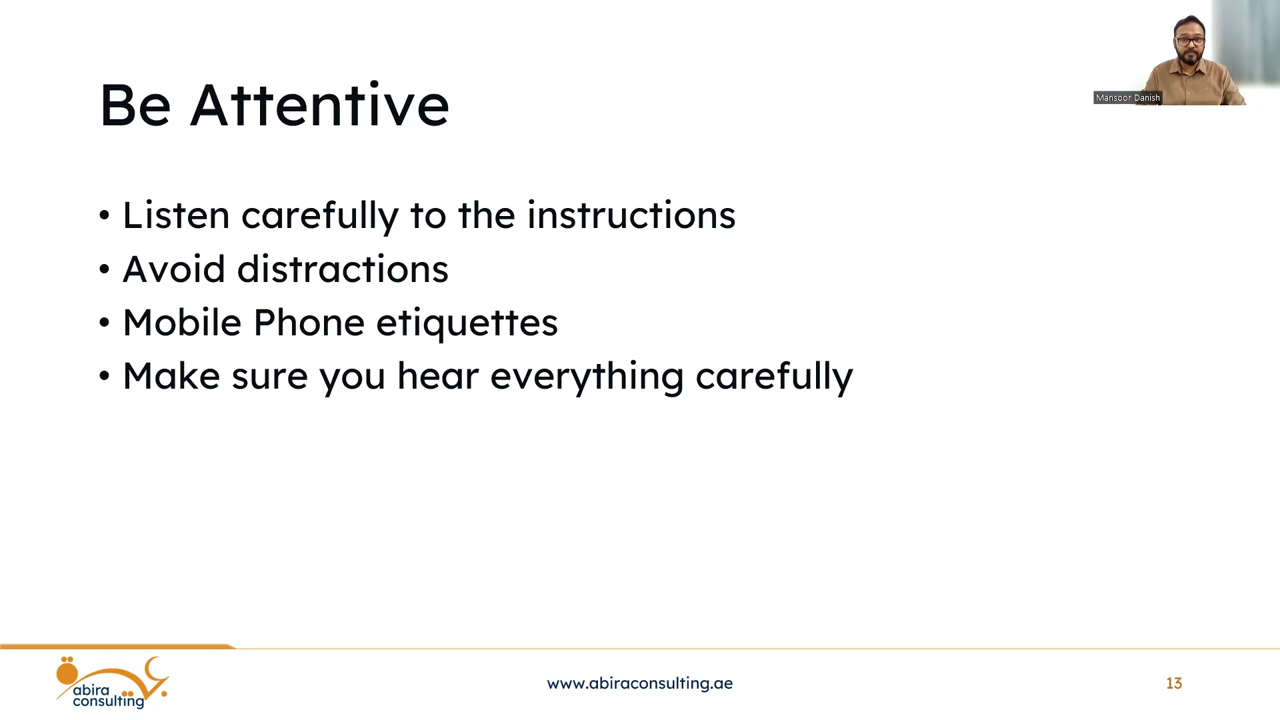 Mansoor Danish
Be Attentive
• Listen carefully to the instructions
• Avoid distractions
• Mobile Phone etiquettes
• Make sure you hear everything carefully
abira
consulting
www.abiraconsulting.ae
13